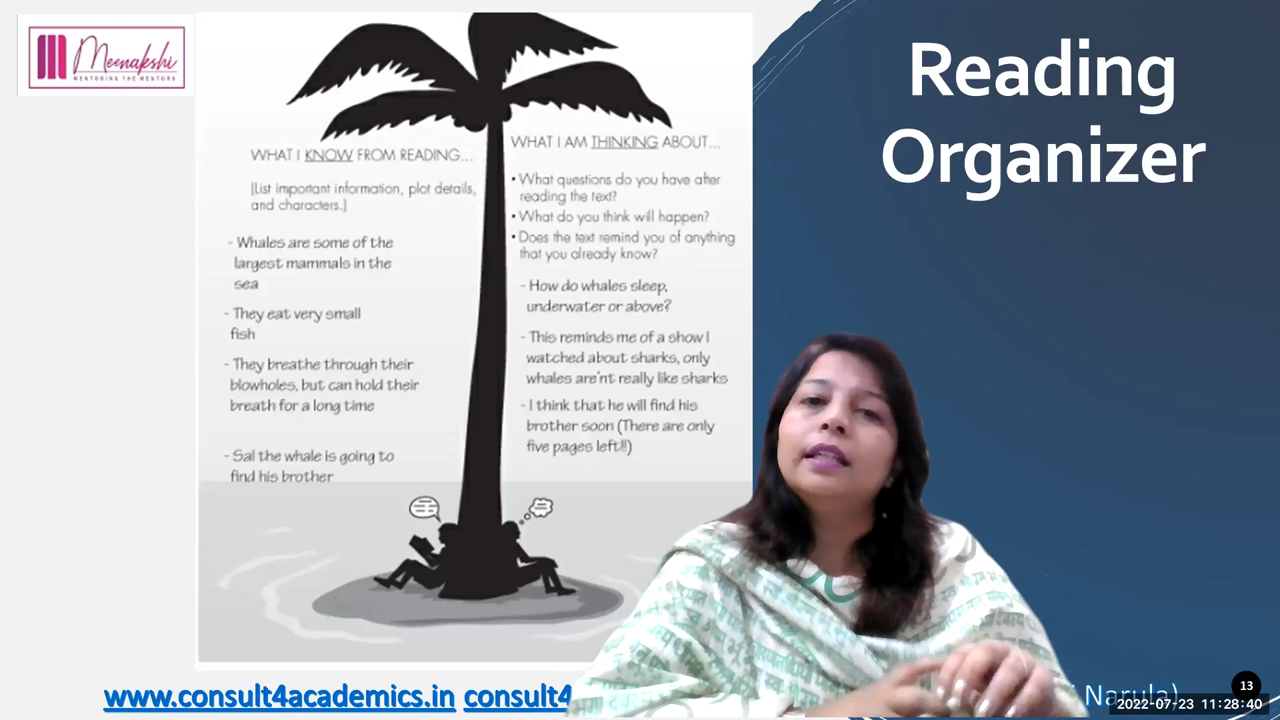 Meenakshi
MENTORING THE MENTORS
Reading
Organizer
WHAT I KNOW FROM READING...
(List important information, plot details,
and characters.)
- Whales are some of the
largest mammals in the
sea
- They eat very small
fish
- They breathe through their
blowholes, but can hold their
breath for a long time
- Sal the whale is going to
find his brother
WHAT I AM THINKING ABOUT...
• What questions do you have after
reading the text?
• What do you think will happen?
• Does the text remind you of anything
that you already know?
- How do whales sleep,
underwater or above?
- This reminds me of a show I
watched about sharks, only
whales are'nt really like sharks
- I think that he will find his
brother soon (There are only
five pages left!!)
www.consult4academics.in consult4
Narula)
13
2022-07-23 11:28:40